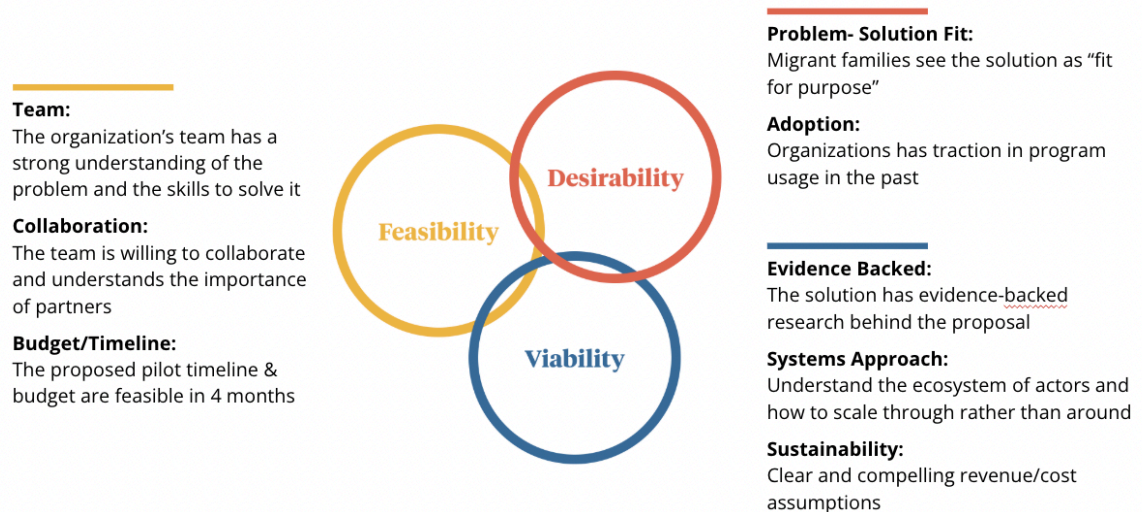 Team:
The organization’s team has a
strong understanding of the
problem and the skills to solve it
Collaboration:
The team is willing to collaborate
and understands the importance
of partners
Budget/Timeline:
The proposed pilot timeline &
budget are feasible in 4 months
Feasibility
Desirability
Viability
Problem- Solution Fit:
Migrant families see the solution as “fit
for purpose”
Adoption:
Organizations has traction in program
usage in the past
Evidence Backed:
The solution has evidence-backed
research behind the proposal
Systems Approach:
Understand the ecosystem of actors and
how to scale through rather than around
Sustainability:
Clear and compelling revenue/cost
assumptions